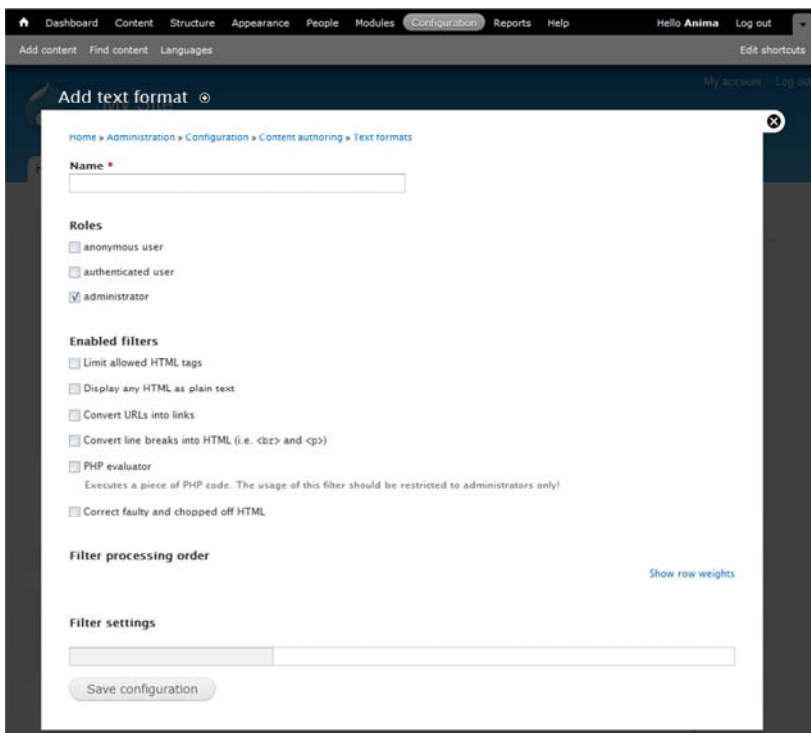 Dashboard Content Structure Appearance People Modules Configuration Reports Help Hello Anima Log out
Add content Find content Languages Edit shortcuts
My account Log out
My Site
Add text format
Home » Administration » Configuration » Content authoring » Text formats
Name *
Roles
anonymous user
authenticated user
administrator
Enabled filters
Limit allowed HTML tags
Display any HTML as plain text
Convert URLs into links
Convert line breaks into HTML (i.e. <br> and <p>)
PHP evaluator
Executes a piece of PHP code. The usage of this filter should be restricted to administrators only!
Correct faulty and chopped off HTML
Filter processing order
Show row weights
Filter settings
Save configuration